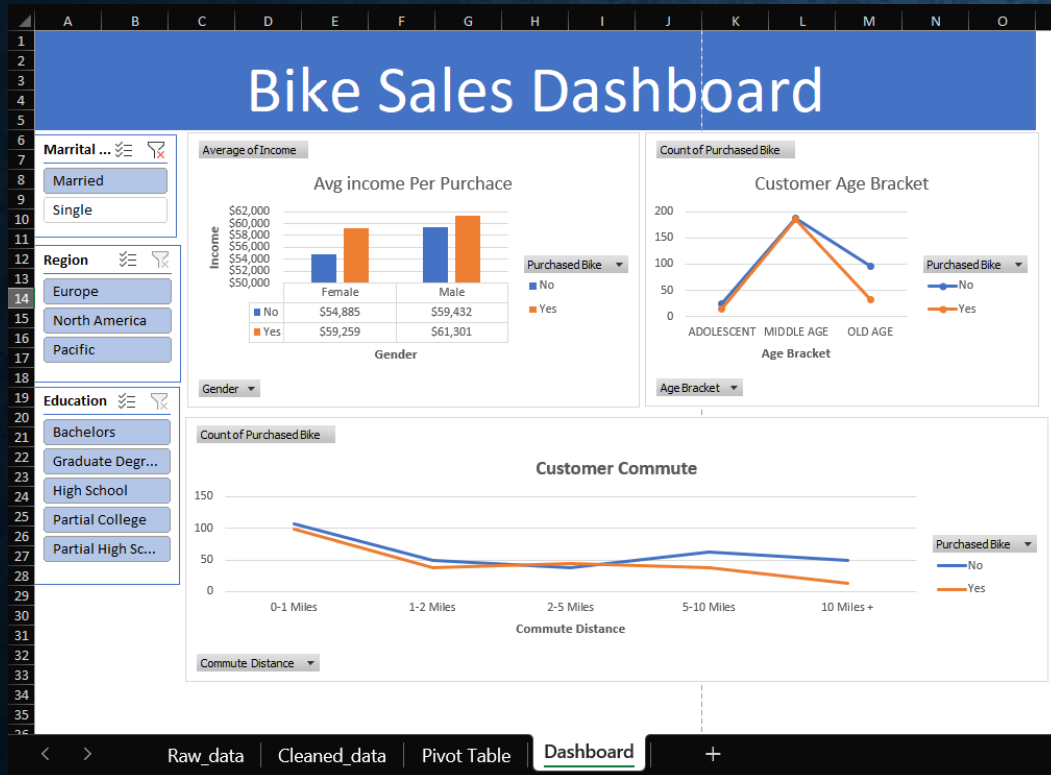 A B C D E F G H I J K L M N O
1
2
3
4
5
6
7
8
9
10
11
12
13
14
15
16
17
18
19
20
21
22
23
24
25
26
27
28
29
30
31
32
33
34
35
Bike Sales Dashboard
Marrital ...
Married
Single
Region
Europe
North America
Pacific
Education
Bachelors
Graduate Degr...
High School
Partial College
Partial High Sc...
Average of Income
Avg income Per Purchace
Income
$62,000
$60,000
$58,000
$56,000
$54,000
$52,000
$50,000
Female Male
No $54,885 $59,432
Yes $59,259 $61,301
Gender
Purchased Bike
No
Yes
Gender
Count of Purchased Bike
Customer Age Bracket
200
150
100
50
0
ADOLESCENT MIDDLE AGE OLD AGE
Age Bracket
Purchased Bike
No
Yes
Age Bracket
Count of Purchased Bike
Customer Commute
150
100
50
0
0-1 Miles 1-2 Miles 2-5 Miles 5-10 Miles 10 Miles +
Commute Distance
Purchased Bike
No
Yes
Commute Distance
Raw_data Cleaned_data Pivot Table Dashboard